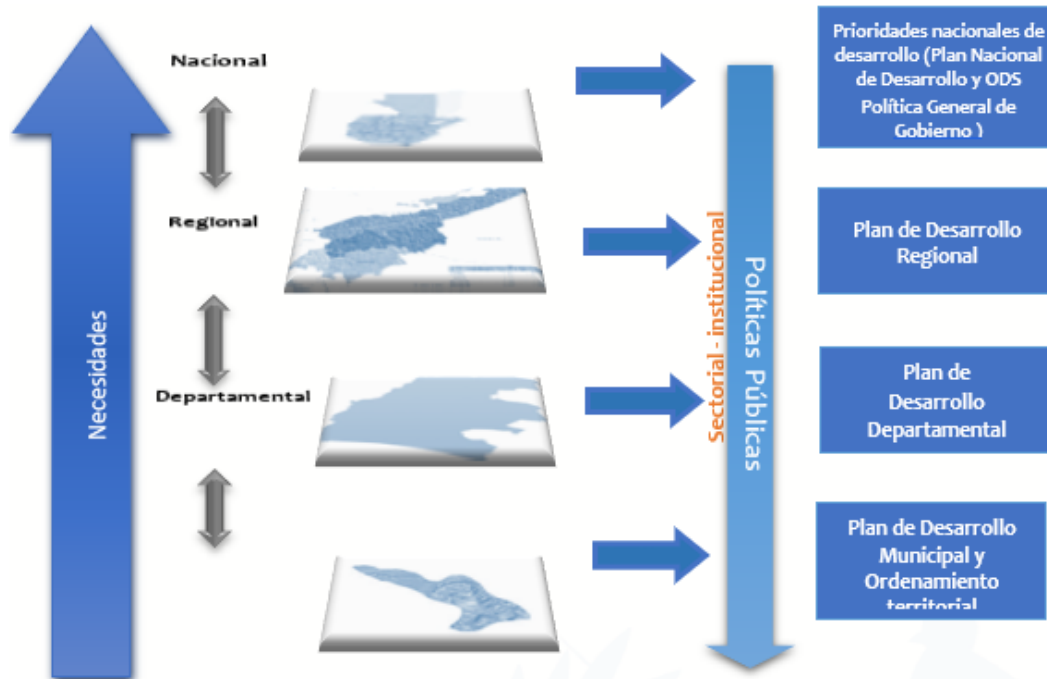 Necesidades
Nacional
Regional
Departamental
Sectorial - institucional
Políticas Públicas
Prioridades nacionales de
desarrollo (Plan Nacional
de Desarrollo y ODS
Política General de
Gobierno )
Plan de Desarrollo
Regional
Plan de
Desarrollo
Departamental
Plan de Desarrollo
Municipal y
Ordenamiento
territorial